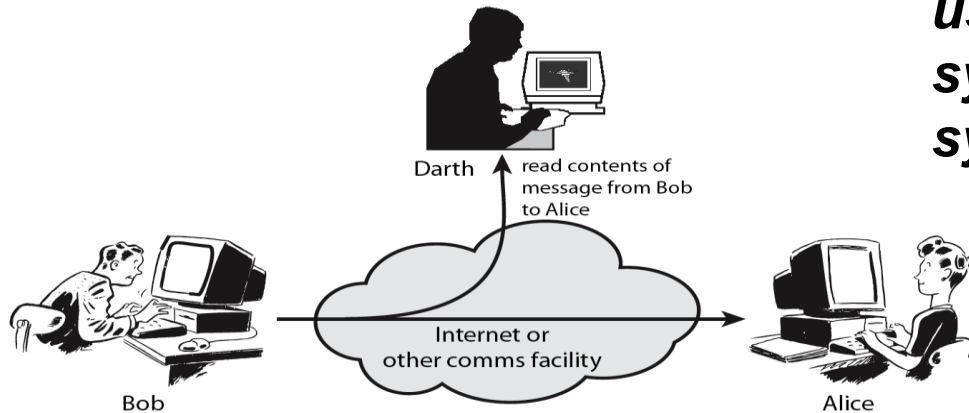 Darth
read contents of
message from Bob
to Alice
Internet or
other comms facility
Bob
Alice